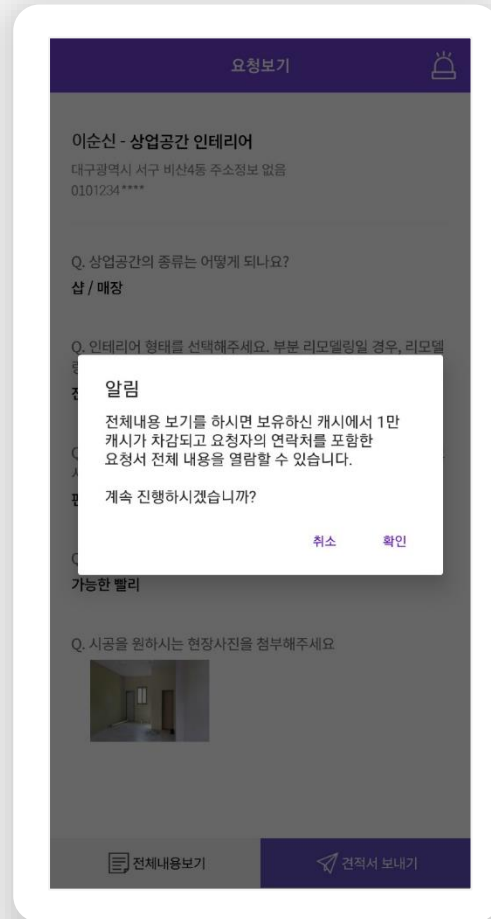 요청보기
이순신 - 상업공간 인테리어
대구광역시 서구 비산4동 주소정보 없음
0101234****
Q. 상업공간의 종류는 어떻게 되나요?
샵 / 매장
Q. 인테리어 형태를 선택해주세요. 부분 리모델링일 경우, 리모델
알림
전체내용 보기를 하시면 보유하신 캐시에서 1만
캐시가 차감되고 요청자의 연락처를 포함한
요청서 전체 내용을 열람할 수 있습니다.
계속 진행하시겠습니까?
취소 확인
가능한 빨리
Q. 시공을 원하시는 현장사진을 첨부해주세요
전체내용보기 견적서 보내기